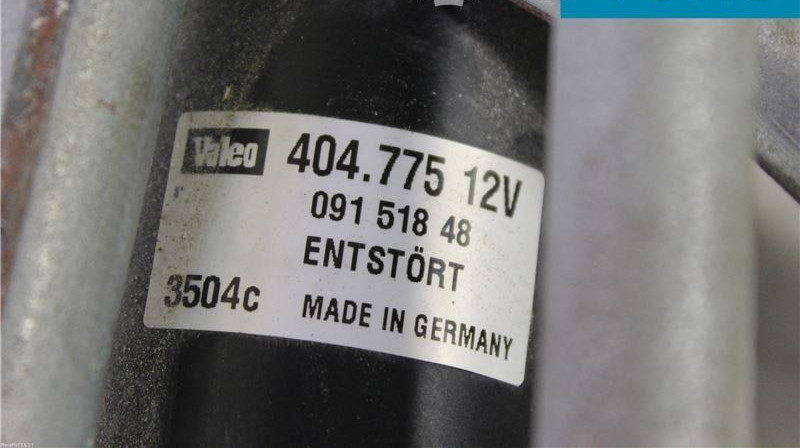 Valeo 404.775 12V
091 518 48
ENTSTÖRT
3504c MADE IN GERMANY